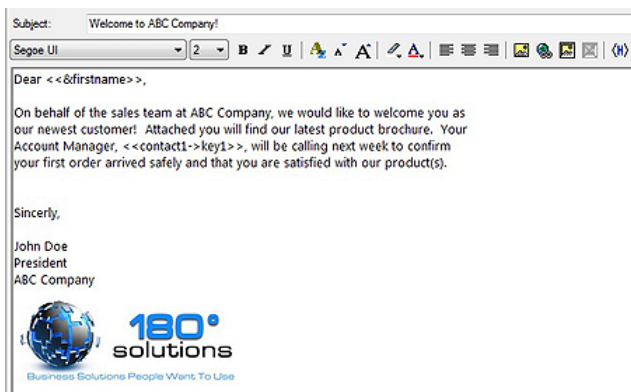 Subject: Welcome to ABC Company!
Segoe UI 2 B I U
Dear <<&firstname>>,
On behalf of the sales team at ABC Company, we would like to welcome you as
our newest customer!  Attached you will find our latest product brochure.  Your
Account Manager, <<contact1->key1>>, will be calling next week to confirm
your first order arrived safely and that you are satisfied with our product(s).
Sincerly,
John Doe
President
ABC Company
180°
solutions
Business Solutions People Want To Use